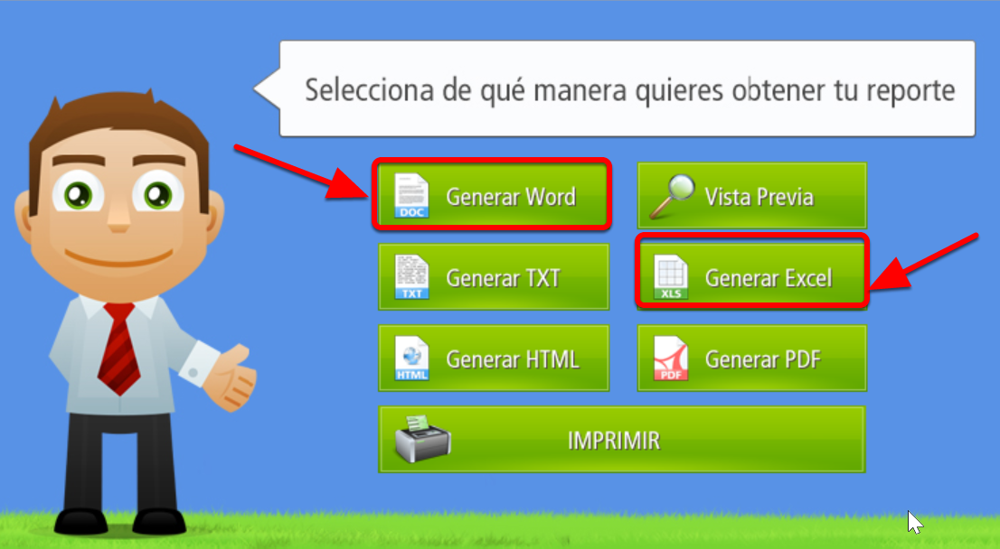 Selecciona de qué manera quieres obtener tu reporte
DOC
Generar Word
Vista Previa
TXT
Generar TXT
XLS
Generar Excel
HTML
Generar HTML
PDF
Generar PDF
IMPRIMIR